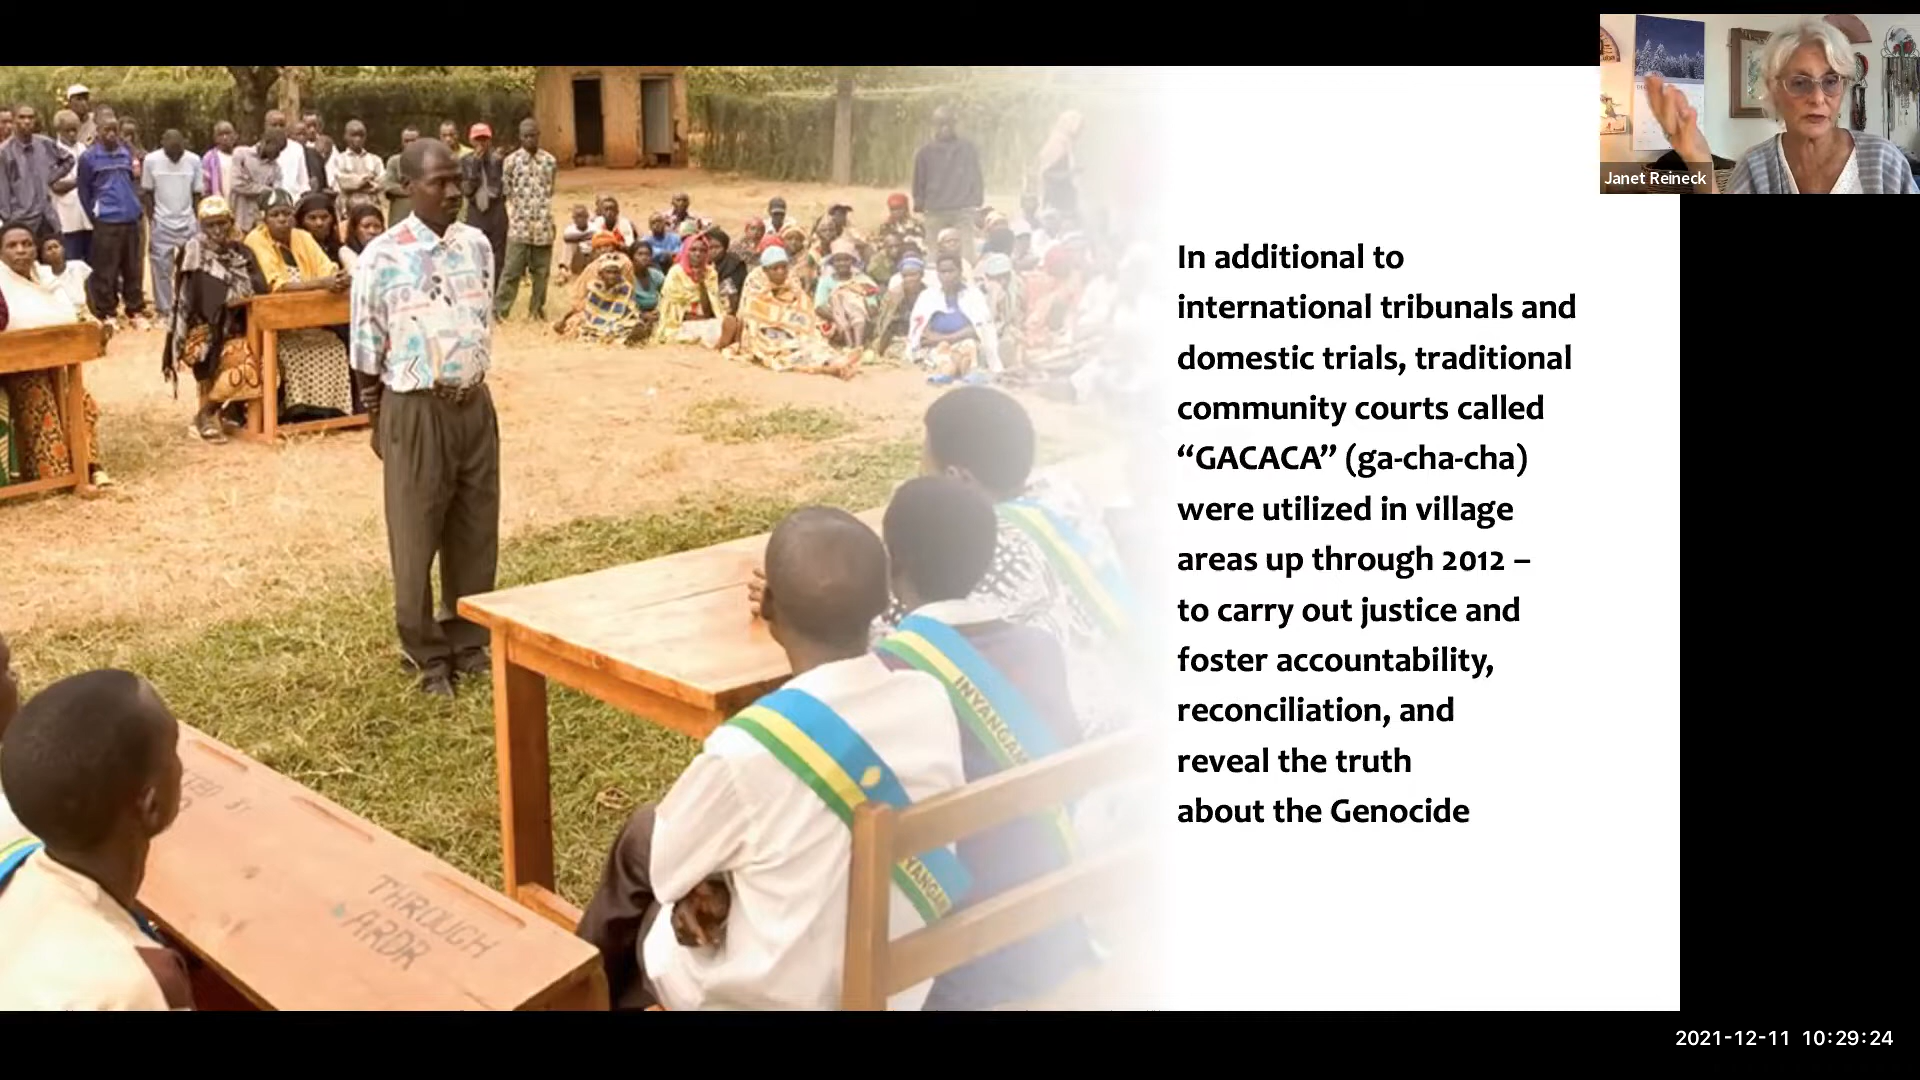 Janet Reineck
In additional to
international tribunals and
domestic trials, traditional
community courts called
“GACACA” (ga-cha-cha)
were utilized in village
areas up through 2012 –
to carry out justice and
foster accountability,
reconciliation, and
reveal the truth
about the Genocide
THROUGH
ARDR
2021-12-11 10:29:24